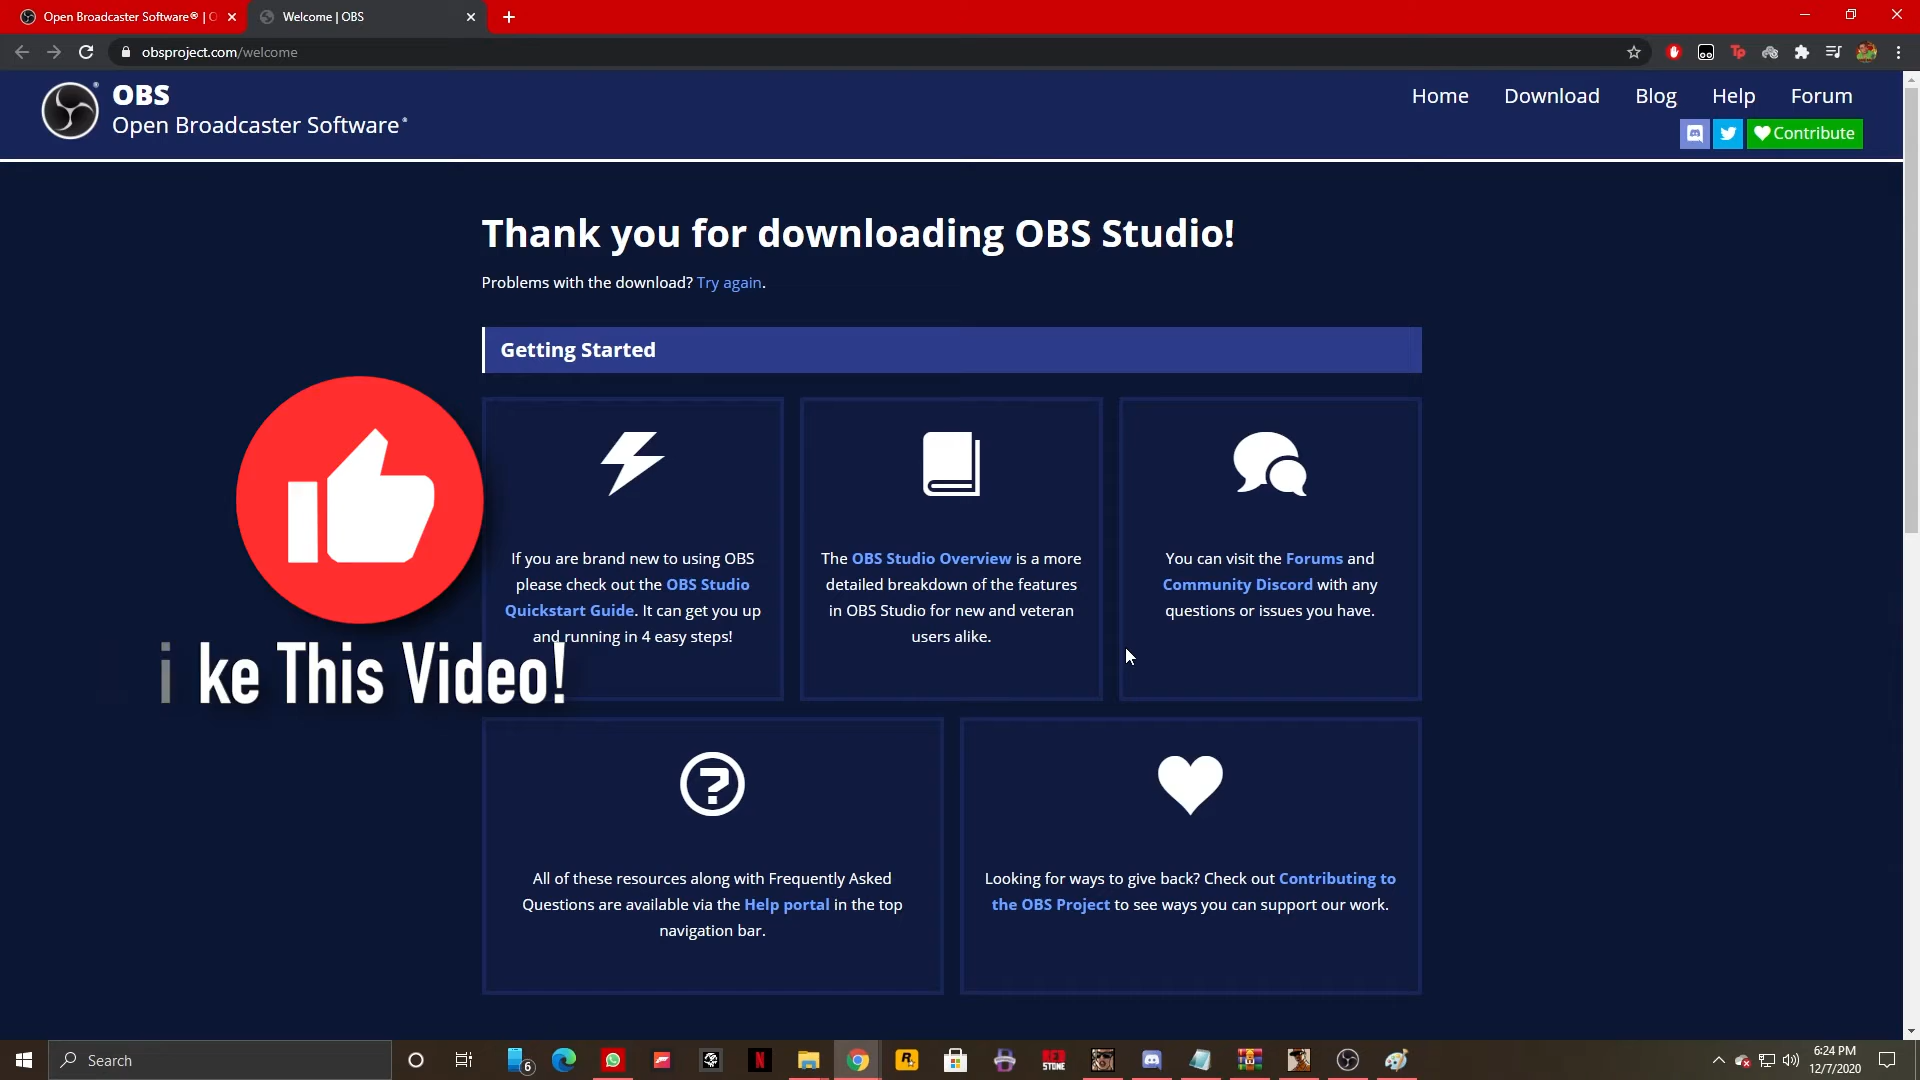 Open Broadcaster Software® | O
Welcome | OBS
obsproject.com/welcome
OBS
Open Broadcaster Software
Home
Download
Blog
Help
Forum
Contribute
Thank you for downloading OBS Studio!
Problems with the download? Try again.
Getting Started
If you are brand new to using OBS
please check out the OBS Studio
Quickstart Guide. It can get you up
and running in 4 easy steps!
The OBS Studio Overview is a more
detailed breakdown of the features
in OBS Studio for new and veteran
users alike.
You can visit the Forums and
Community Discord with any
questions or issues you have.
ike This Video!
All of these resources along with Frequently Asked
Questions are available via the Help portal in the top
navigation bar.
Looking for ways to give back? Check out Contributing to
the OBS Project to see ways you can support our work.
Search
6
6:24 PM
12/7/2020